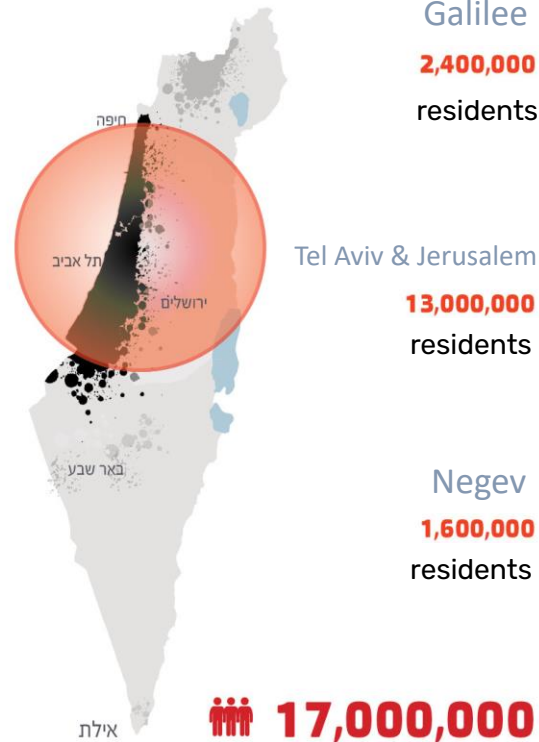 Galilee
2,400,000
residents
חיפה
תל אביב
Tel Aviv & Jerusalem
ירושלים
13,000,000
residents
באר שבע
Negev
1,600,000
residents
אילת
17,000,000